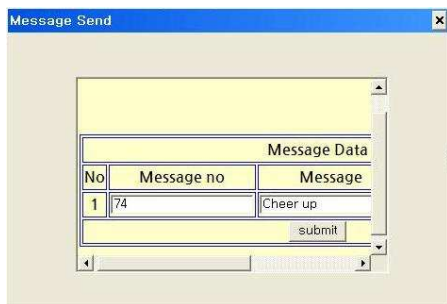 Message Send
Message Data
No Message no Message
1 74 Cheer up
submit